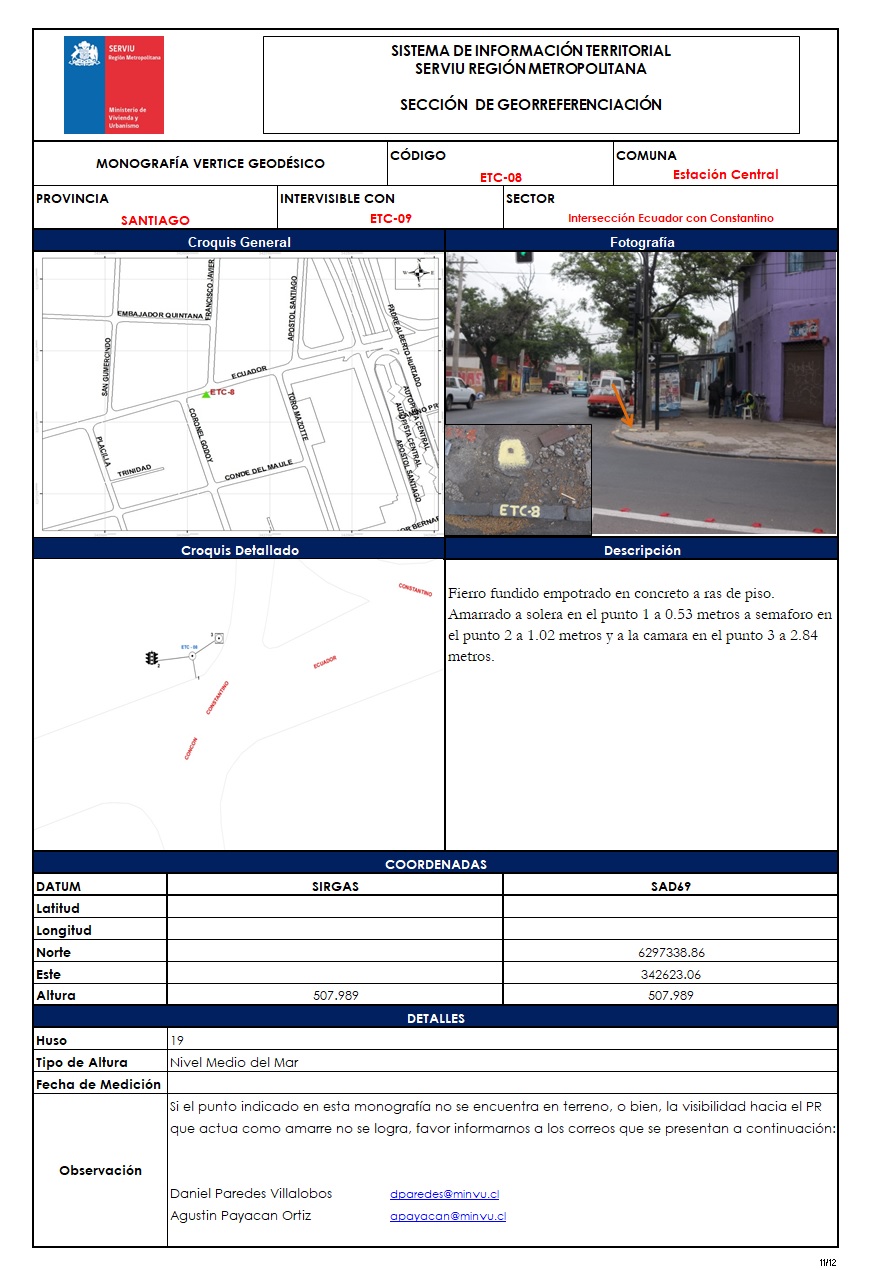 SERVIU
Región Metropolitana
Ministerio de
Vivienda y
Urbanismo
SISTEMA DE INFORMACIÓN TERRITORIAL
SERVIU REGIÓN METROPOLITANA
SECCIÓN DE GEORREFERENCIACIÓN
MONOGRAFÍA VERTICE GEODÉSICO
CÓDIGO
ETC-08
COMUNA
Estación Central
PROVINCIA
SANTIAGO
INTERVISIBLE CON
ETC-09
SECTOR
Intersección Ecuador con Constantino
Croquis General
Fotografía
EMBAJADOR QUINTANA
FRANCISCO JAVIER
APOSTOL SANTIAGO
PADRE ALBERTO HURTADO
SAN GUMERCINDO
ECUADOR
ETC-8
CORONEL GODOY
TORO MAZOTTE
AUTOPISTA CENTRAL
AUTOPISTA CENTRAL
APOSTOL SANTIAGO
PLACILLA
TRINIDAD
CONDE DEL MAULE
OR BERNAR
N
W
E
S
ETC-8
Croquis Detallado
Descripción
CONSTANTINO
ETC - 08
3
2
1
ECUADOR
CONSTANTINO
CONCON
Fierro fundido empotrado en concreto a ras de piso.
Amarrado a solera en el punto 1 a 0.53 metros a semaforo en
el punto 2 a 1.02 metros y a la camara en el punto 3 a 2.84
metros.
COORDENADAS
DATUM SIRGAS SAD69
Latitud
Longitud
Norte 6297338.86
Este 342623.06
Altura 507.989 507.989
DETALLES
Huso 19
Tipo de Altura Nivel Medio del Mar
Fecha de Medición
Observación
Si el punto indicado en esta monografía no se encuentra en terreno, o bien, la visibilidad hacia el PR
que actua como amarre no se logra, favor informarnos a los correos que se presentan a continuación:
Daniel Paredes Villalobos dparedes@minvu.cl
Agustin Payacan Ortiz apayacan@minvu.cl
11/12